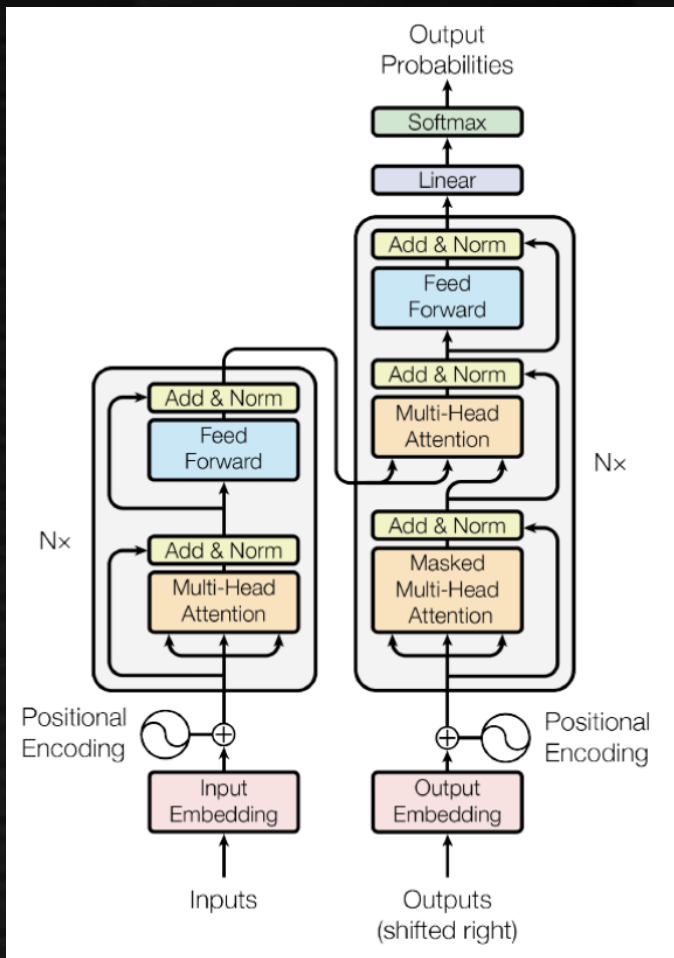 Output
Probabilities
Softmax
Linear
Add & Norm
Feed
Forward
Add & Norm
Multi-Head
Attention
Add & Norm
Masked
Multi-Head
Attention
Nx
Add & Norm
Feed
Forward
Add & Norm
Multi-Head
Attention
Nx
Positional
Encoding
Positional
Encoding
Input
Embedding
Output
Embedding
Inputs
Outputs
(shifted right)